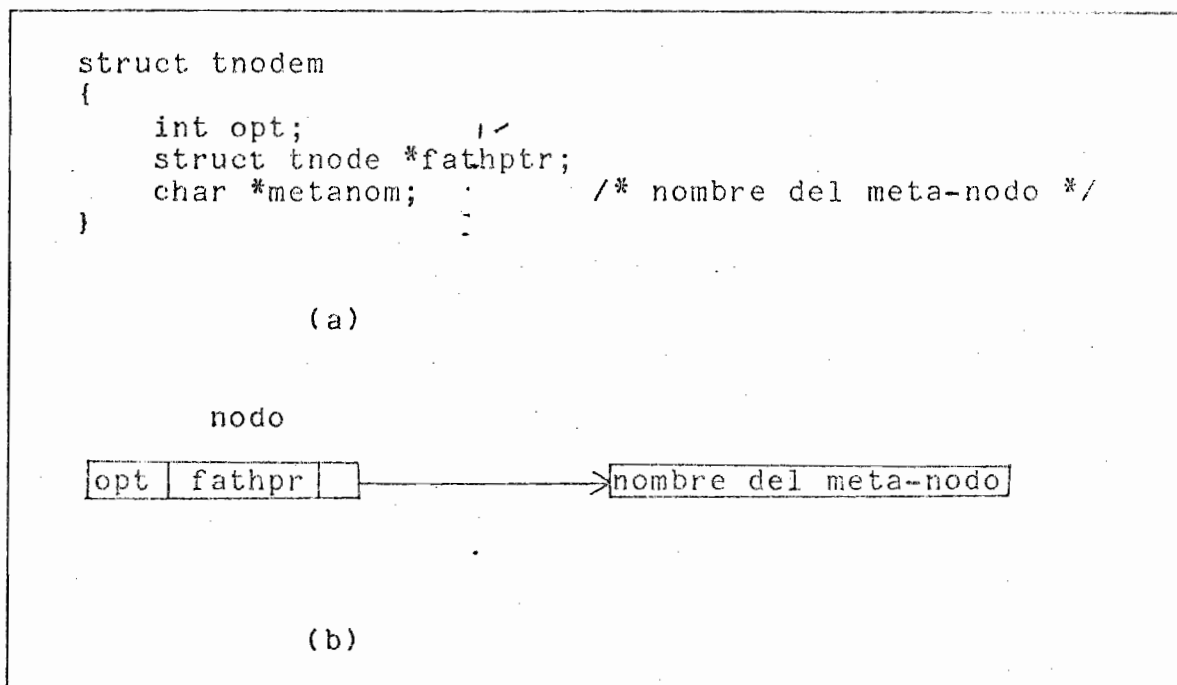 struct tnodem
{
int opt;
struct tnode *fathptr;
char *metanom; /* nombre del meta-nodo */
}
(a)
nodo
opt fathpr nombre del meta-nodo
(b)